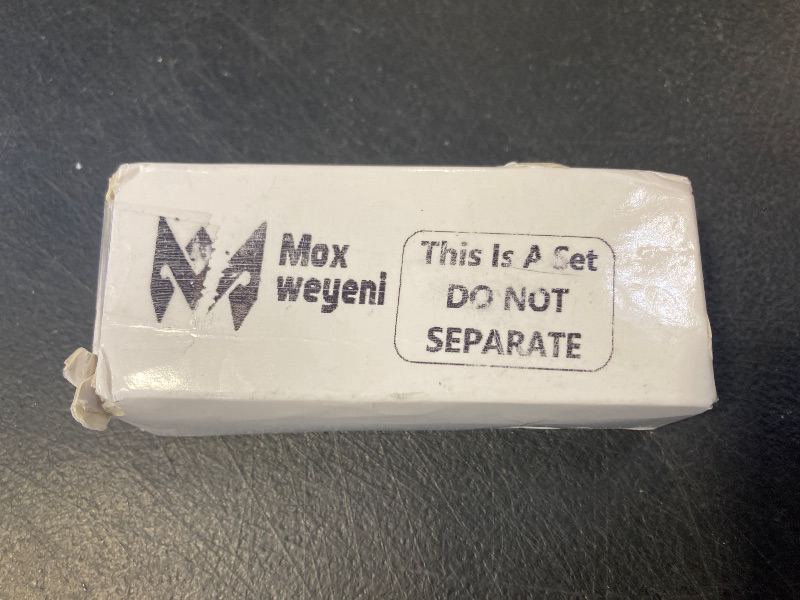 Mox
weyeni
This Is A Set
DO NOT
SEPARATE